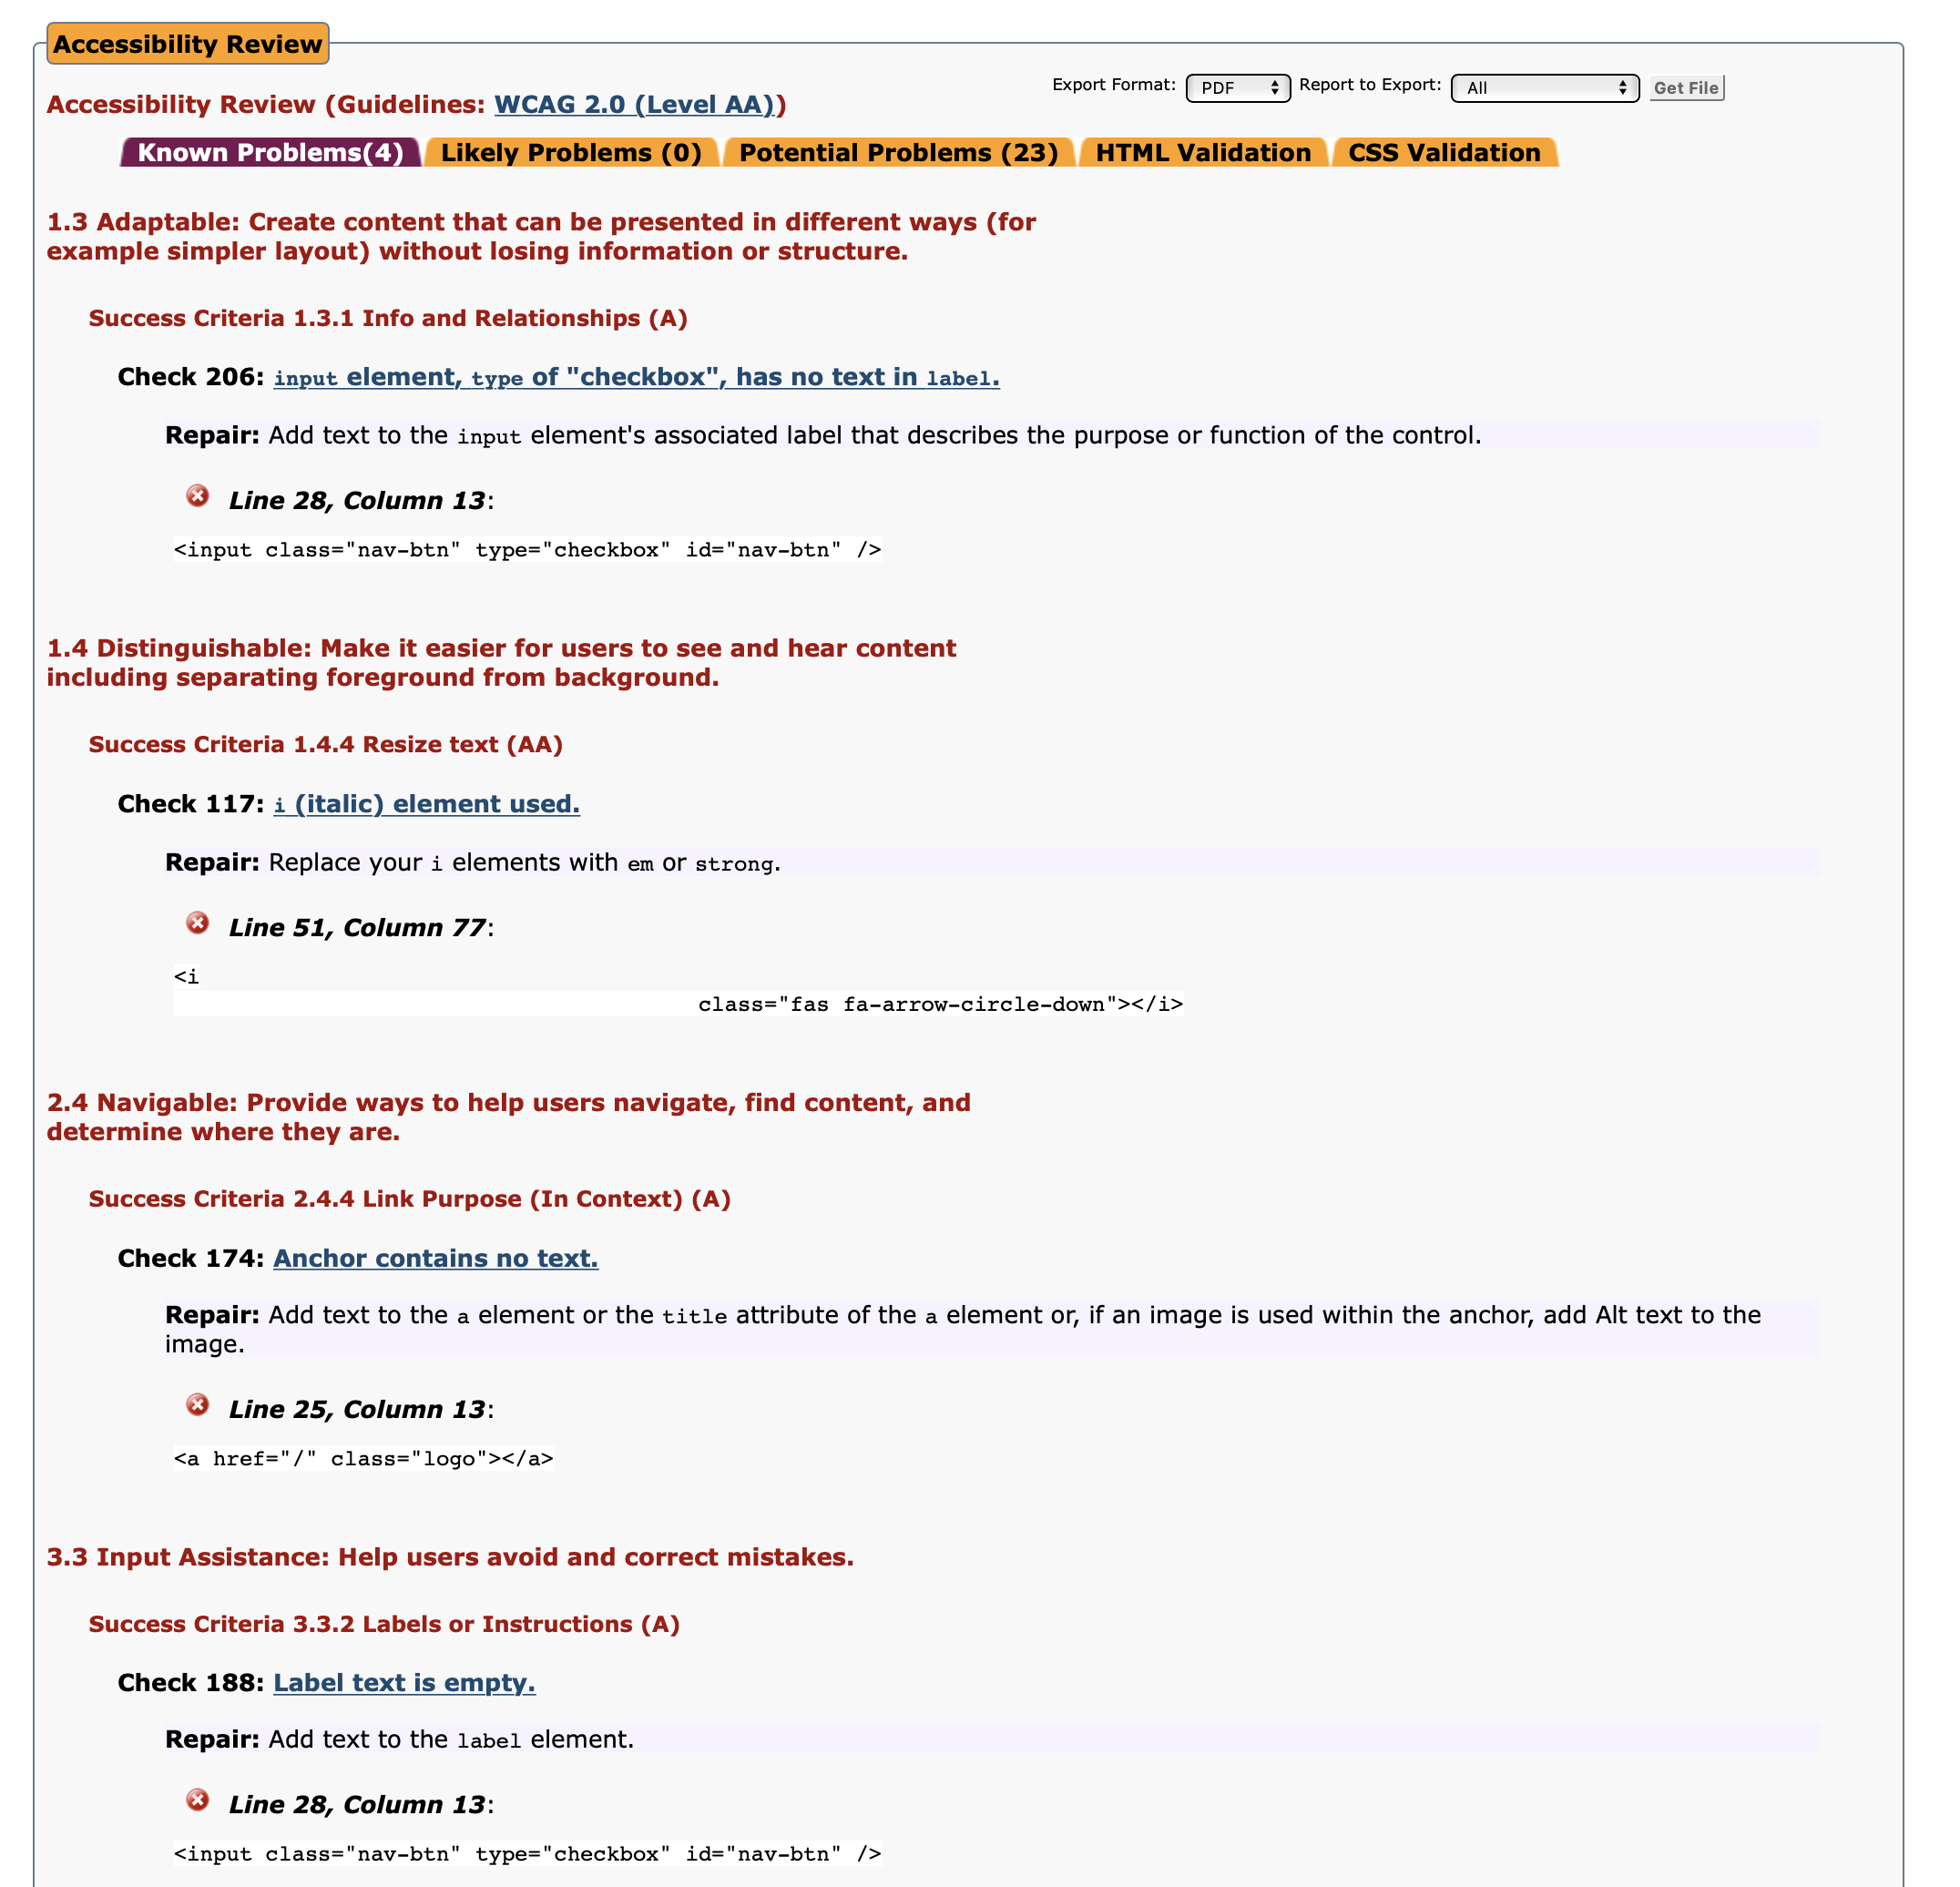 Accessibility Review
Export Format: PDF Report to Export: All Get File
Accessibility Review (Guidelines: WCAG 2.0 (Level AA))
Known Problems(4) Likely Problems (0) Potential Problems (23) HTML Validation CSS Validation
1.3 Adaptable: Create content that can be presented in different ways (for
example simpler layout) without losing information or structure.
Success Criteria 1.3.1 Info and Relationships (A)
Check 206: input element, type of "checkbox", has no text in label.
Repair: Add text to the input element's associated label that describes the purpose or function of the control.
Line 28, Column 13:
<input class="nav-btn" type="checkbox" id="nav-btn" />
1.4 Distinguishable: Make it easier for users to see and hear content
including separating foreground from background.
Success Criteria 1.4.4 Resize text (AA)
Check 117: i (italic) element used.
Repair: Replace your i elements with em or strong.
Line 51, Column 77:
<i
class="fas fa-arrow-circle-down"></i>
2.4 Navigable: Provide ways to help users navigate, find content, and
determine where they are.
Success Criteria 2.4.4 Link Purpose (In Context) (A)
Check 174: Anchor contains no text.
Repair: Add text to the a element or the title attribute of the a element or, if an image is used within the anchor, add Alt text to the
image.
Line 25, Column 13:
<a href="/" class="logo"></a>
3.3 Input Assistance: Help users avoid and correct mistakes.
Success Criteria 3.3.2 Labels or Instructions (A)
Check 188: Label text is empty.
Repair: Add text to the label element.
Line 28, Column 13:
<input class="nav-btn" type="checkbox" id="nav-btn" />